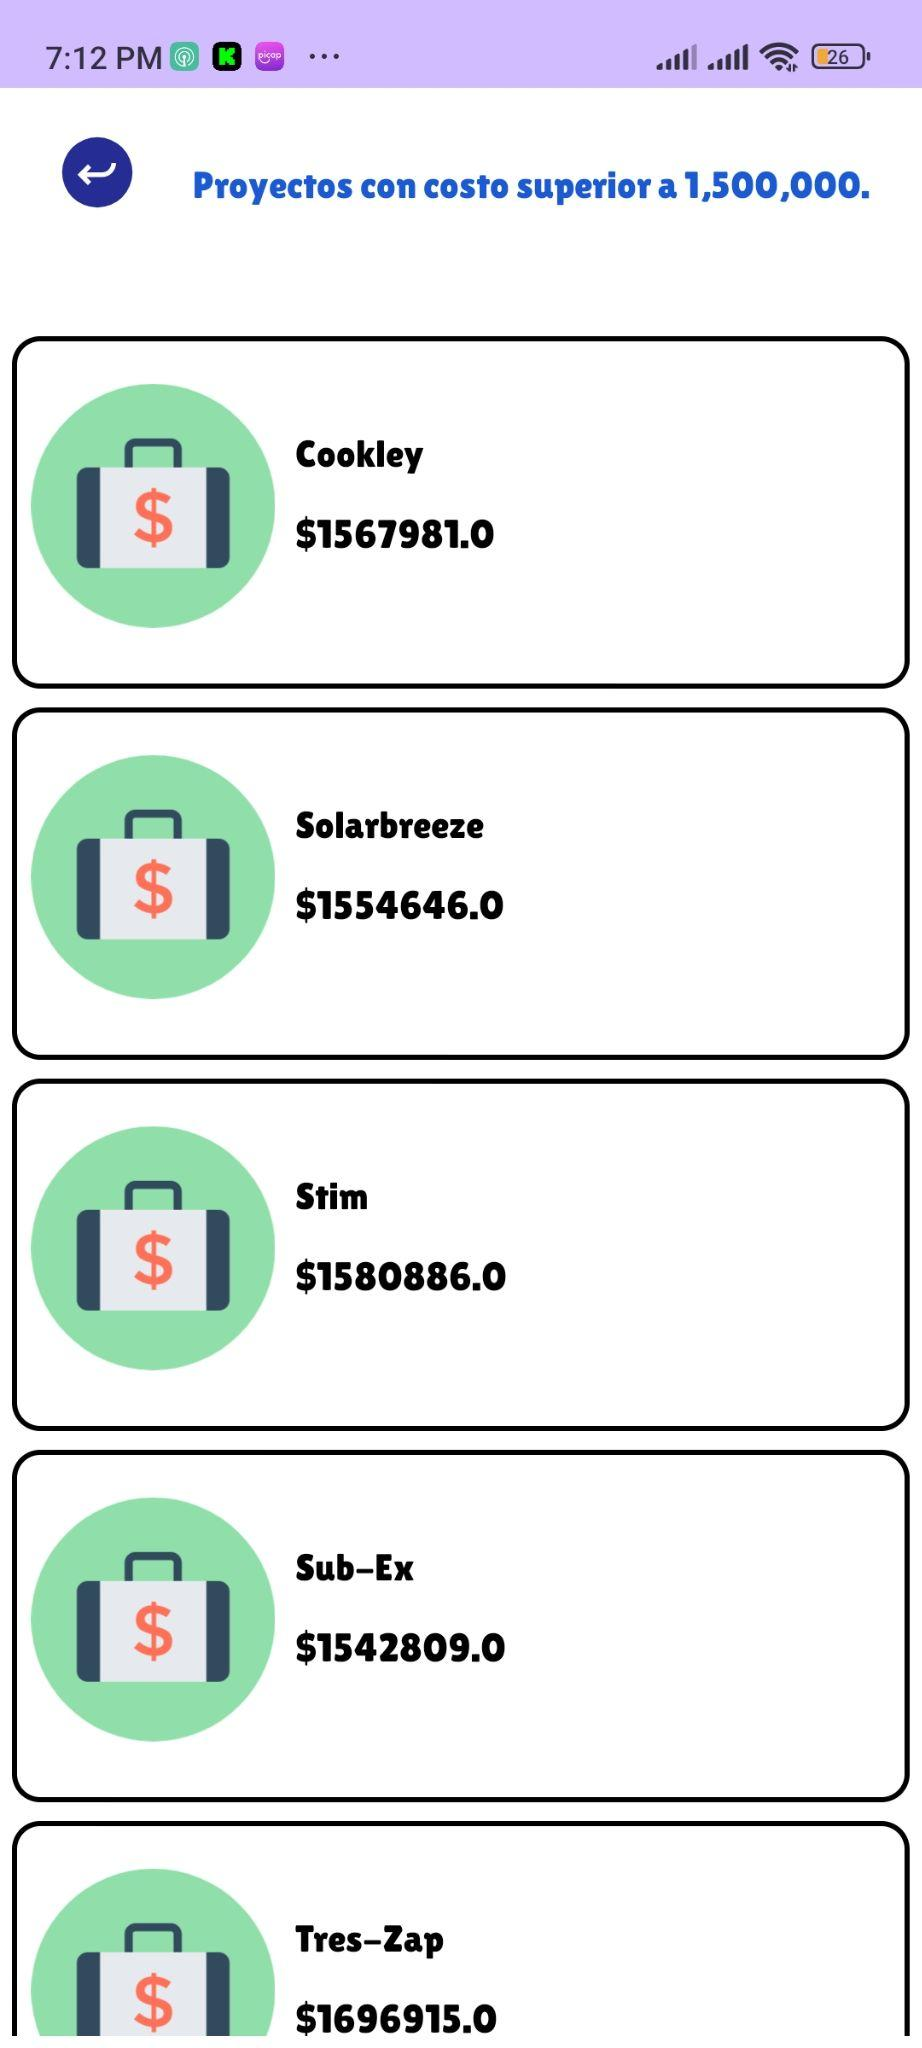 7:12 PM
picap
...
26
Proyectos con costo superior a 1,500,000.
$
Cookley
$1567981.0
$
Solarbreeze
$1554646.0
$
Stim
$1580886.0
$
Sub-Ex
$1542809.0
$
Tres-Zap
$1696915.0